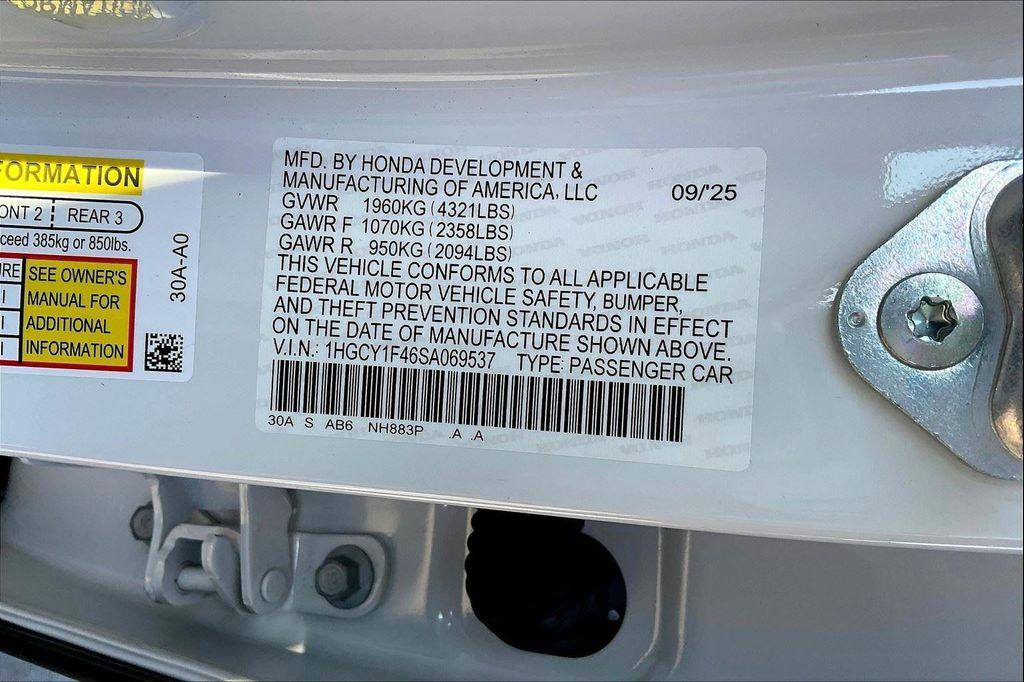 FORMATION
ONT 2 REAR 3
ceed 385kg or 850lbs.
URE
SEE OWNER'S
MANUAL FOR
ADDITIONAL
INFORMATION
30A-A0
MFD. BY HONDA DEVELOPMENT &
MANUFACTURING OF AMERICA, LLC 09/'25
GVWR 1960KG (4321LBS)
GAWR F 1070KG (2358LBS)
GAWR R 950KG (2094LBS)
THIS VEHICLE CONFORMS TO ALL APPLICABLE
FEDERAL MOTOR VEHICLE SAFETY, BUMPER,
AND THEFT PREVENTION STANDARDS IN EFFECT
ON THE DATE OF MANUFACTURE SHOWN ABOVE.
V.I.N.: 1HGCY1F46SA069537 TYPE: PASSENGER CAR
30A S AB6 NH883P .A .A